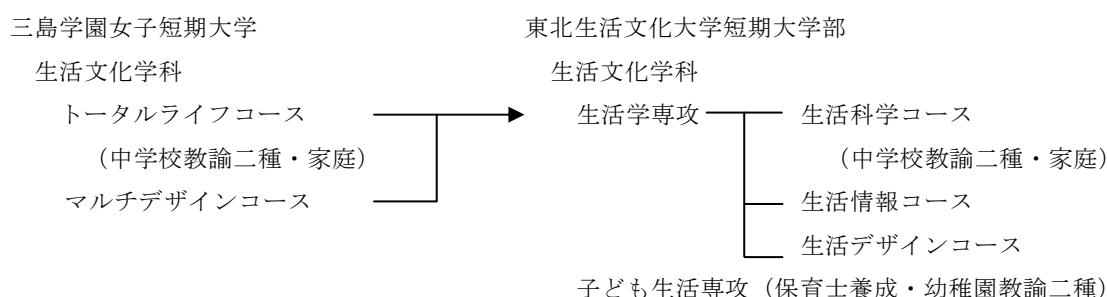 三島学園女子短期大学
生活文化学科
トータルライフコース
（中学校教諭二種・家庭）
マルチデザインコース
東北生活文化大学短期大学部
生活文化学科
生活学専攻
生活科学コース
（中学校教諭二種・家庭）
生活情報コース
生活デザインコース
子ども生活専攻（保育士養成・幼稚園教諭二種）